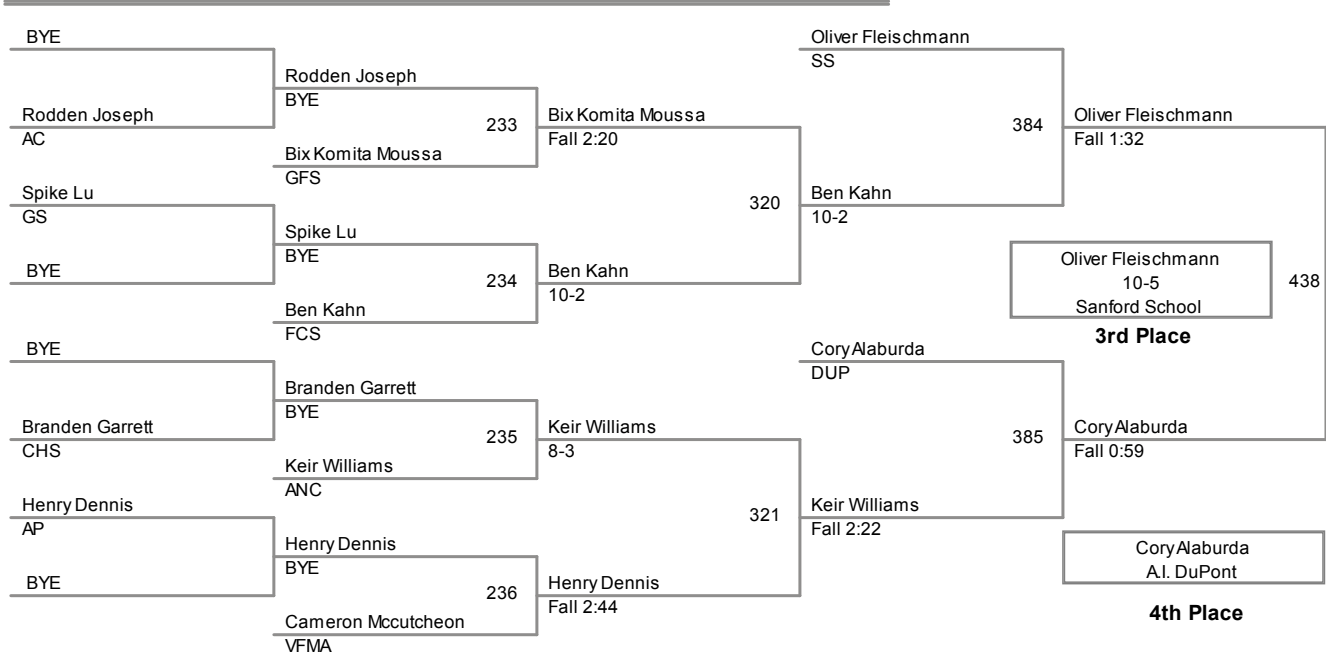 BYE
Rodden Joseph
AC
Spike Lu
GS
BYE
BYE
Branden Garrett
CHS
Henry Dennis
AP
BYE
Rodden Joseph
BYE
233
Bix Komita Moussa
GFS
Spike Lu
BYE
234
Ben Kahn
FCS
Branden Garrett
BYE
235
Keir Williams
ANC
Henry Dennis
BYE
236
Cameron Mccutcheon
VFMA
Bix Komita Moussa
Fall 2:20
320
Ben Kahn
10-2
Keir Williams
8-3
321
Henry Dennis
Fall 2:44
Oliver Fleischmann
SS
384
Ben Kahn
10-2
Cory Alaburda
DUP
385
Keir Williams
Fall 2:22
Oliver Fleischmann
Fall 1:32
Oliver Fleischmann
10-5
Sanford School
438
3rd Place
Cory Alaburda
Fall 0:59
Cory Alaburda
A.I. DuPont
4th Place